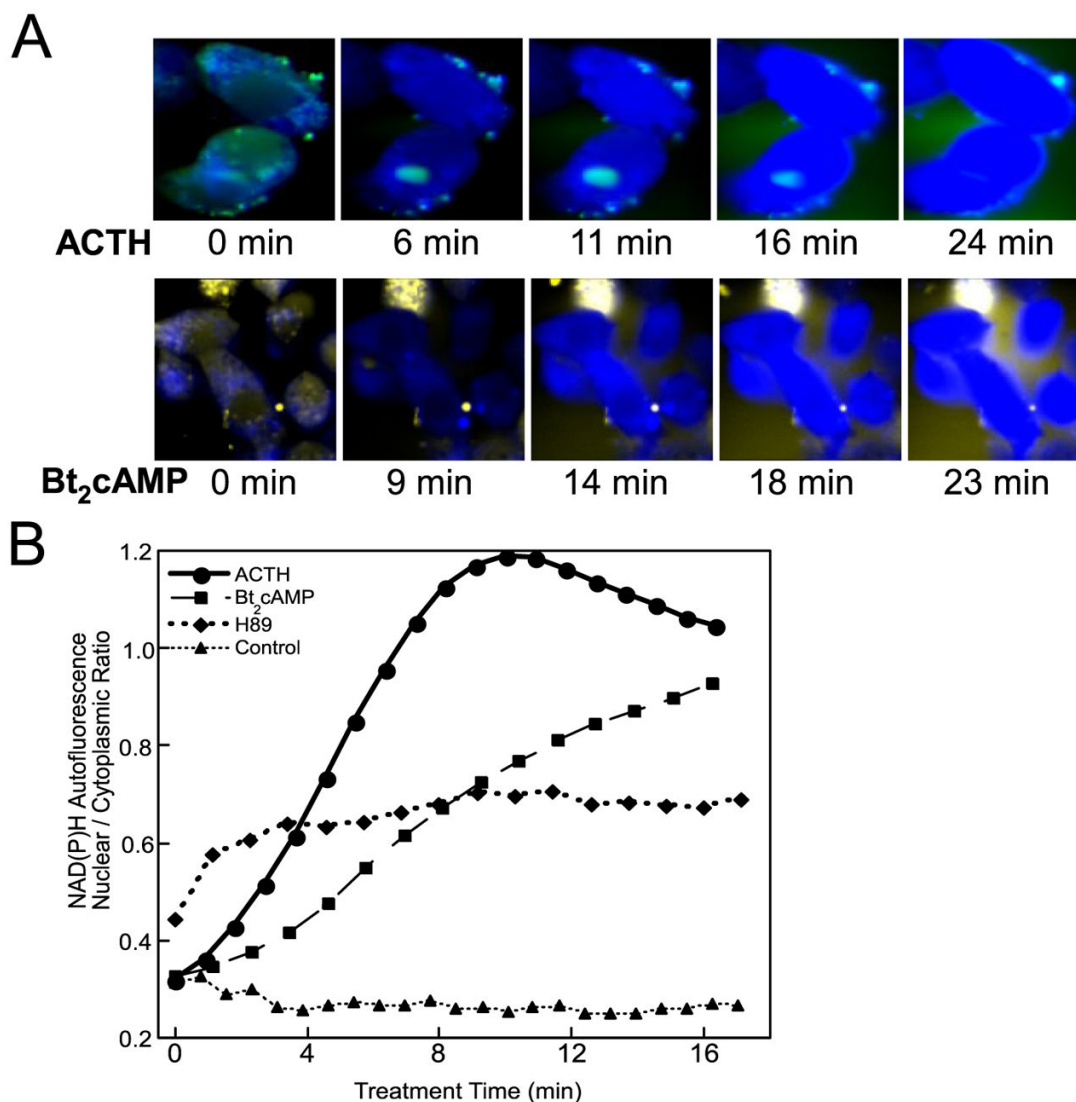 A
ACTH 0 min 6 min 11 min 16 min 24 min
Bt₂cAMP 0 min 9 min 14 min 18 min 23 min
B
ACTH
Bt₂cAMP
H89
Control
NAD(P)H Autofluorescence
Nuclear / Cytoplasmic Ratio
1.2
1.0
0.8
0.6
0.4
0.2
0 4 8 12 16
Treatment Time (min)